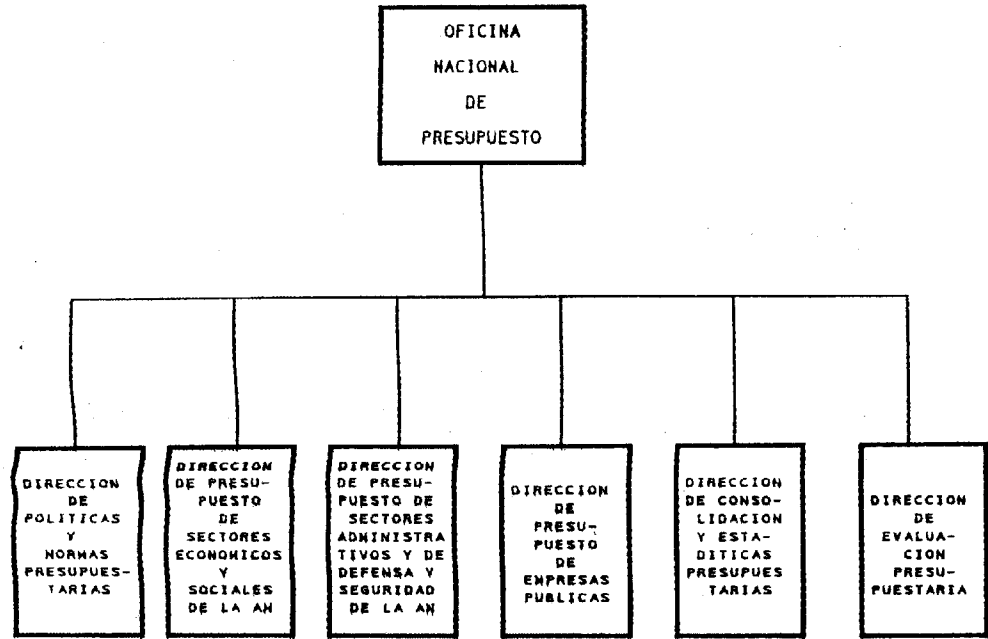 OFICINA
NACIONAL
DE
PRESUPUESTO
DIRECCION
DE
POLITICAS
Y
NORMAS
PRESUPUES-
TARIAS
DIRECCION
DE PRESU-
PUESTO
DE
SECTORES
ECONOMICOS
Y
SOCIALES
DE LA AN
DIRECCION
DE PRESU-
PUESTO DE
SECTORES
ADMINISTRA
TIVOS Y DE
DEFENSA Y
SEGURIDAD
DE LA AN
DIRECCION
DE
PRESU-
PUESTO
DE
EMPRESAS
PUBLICAS
DIRECCION
DE CONSO-
LIDACION
Y ESTA-
DITICAS
PRESUPUES
TARIAS
DIRECCION
DE
EVALUA-
CION
PRESU-
PUESTARIA